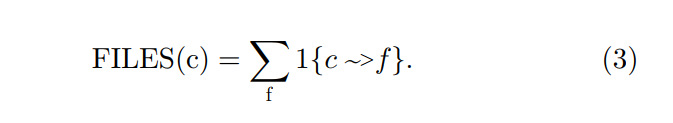 FILES(c) = ∑ 1{c ~> f}. (3)
f